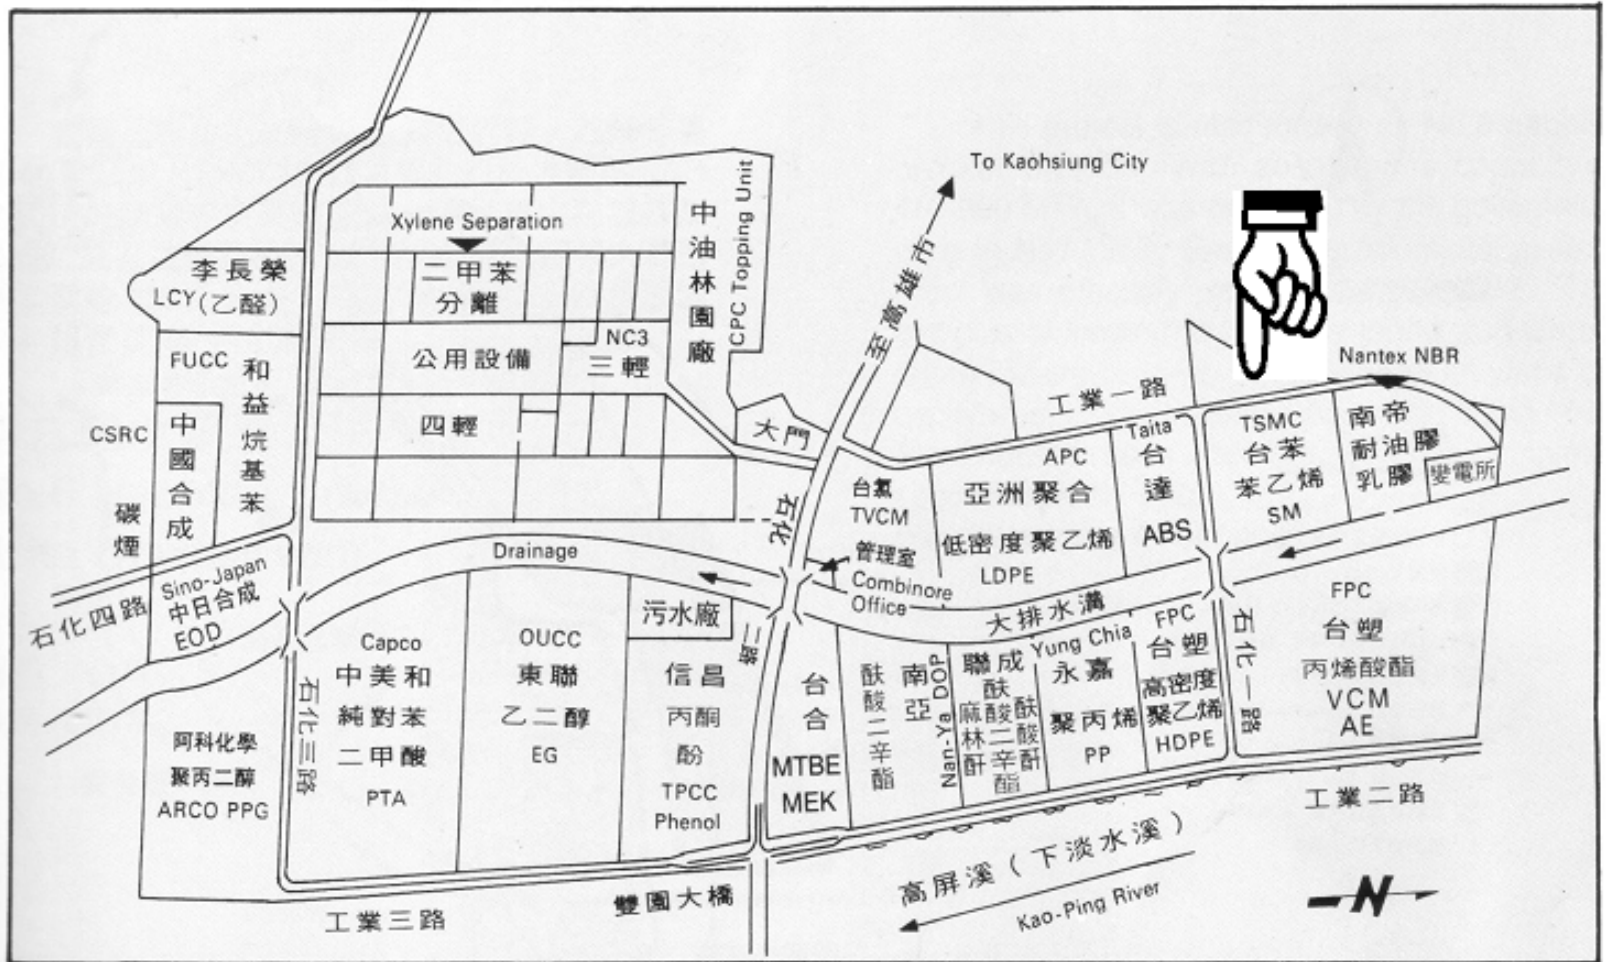 To Kaohsiung City
至高雄市
Xylene Separation
二甲苯
分離
中油林園廠
CPC Topping Unit
李長榮
LCY(乙醛)
公用設備
NC3
三輕
四輕
FUCC
和益烷基苯
CSRC
中國合成
碳煙
大門
Nantex NBR
工業一路
TSMC
台苯
苯乙烯
SM
南帝
耐油膠
乳膠
變電所
Taita
台達
ABS
APC
亞洲聚合
低密度聚乙烯
LDPE
台氯
TVCM
管理室
Combinore
Office
石化二路
Drainage
大排水溝
石化四路
Sino-Japan
中日合成
EOD
石化三路
Capco
中美和
純對苯
二甲酸
PTA
OUCC
東聯
乙二醇
EG
污水廠
信昌
丙酮
酚
TPCC
Phenol
台合
MTBE
MEK
南亞
酞酸二辛酯
Nan-Ya DOP
聯成
酞酸二辛酯
麻林酐
酞酸酐
Yung Chia
永嘉
聚丙烯
PP
FPC
台塑
高密度
聚乙烯
HDPE
石化一路
FPC
台塑
丙烯酸酯
VCM
AE
阿科化學
聚丙二醇
ARCO PPG
工業三路
雙園大橋
工業二路
高屏溪(下淡水溪)
Kao-Ping River
N